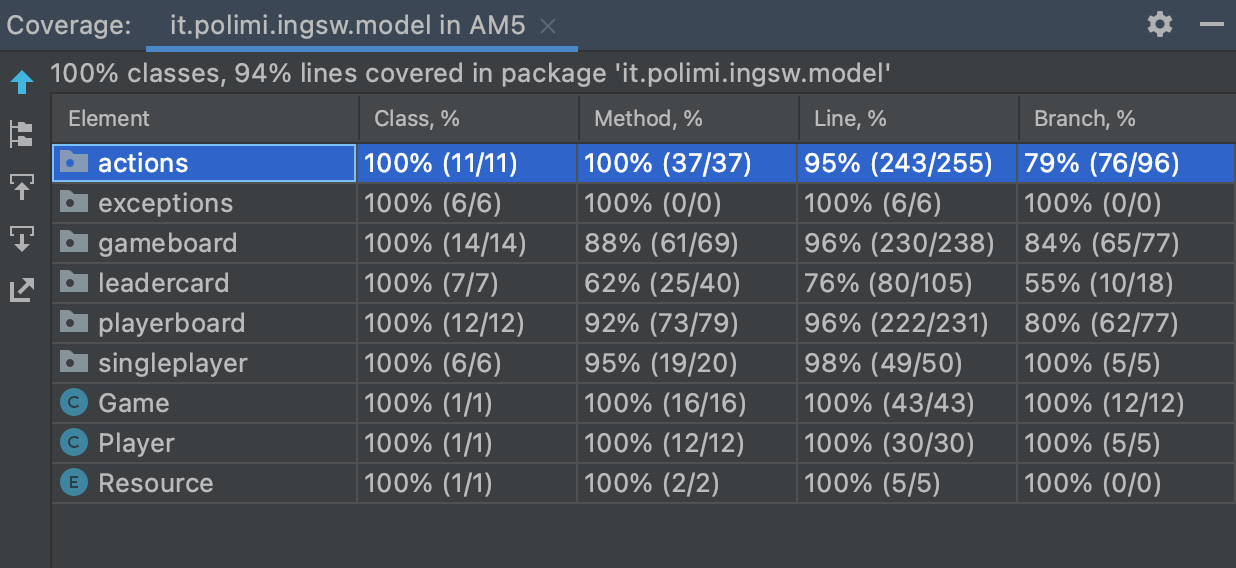 Coverage: it.polimi.ingsw.model in AM5
100% classes, 94% lines covered in package 'it.polimi.ingsw.model'
Element Class, % Method, % Line, % Branch, %
actions 100% (11/11) 100% (37/37) 95% (243/255) 79% (76/96)
exceptions 100% (6/6) 100% (0/0) 100% (6/6) 100% (0/0)
gameboard 100% (14/14) 88% (61/69) 96% (230/238) 84% (65/77)
leadercard 100% (7/7) 62% (25/40) 76% (80/105) 55% (10/18)
playerboard 100% (12/12) 92% (73/79) 96% (222/231) 80% (62/77)
singleplayer 100% (6/6) 95% (19/20) 98% (49/50) 100% (5/5)
C Game 100% (1/1) 100% (16/16) 100% (43/43) 100% (12/12)
C Player 100% (1/1) 100% (12/12) 100% (30/30) 100% (5/5)
E Resource 100% (1/1) 100% (2/2) 100% (5/5) 100% (0/0)